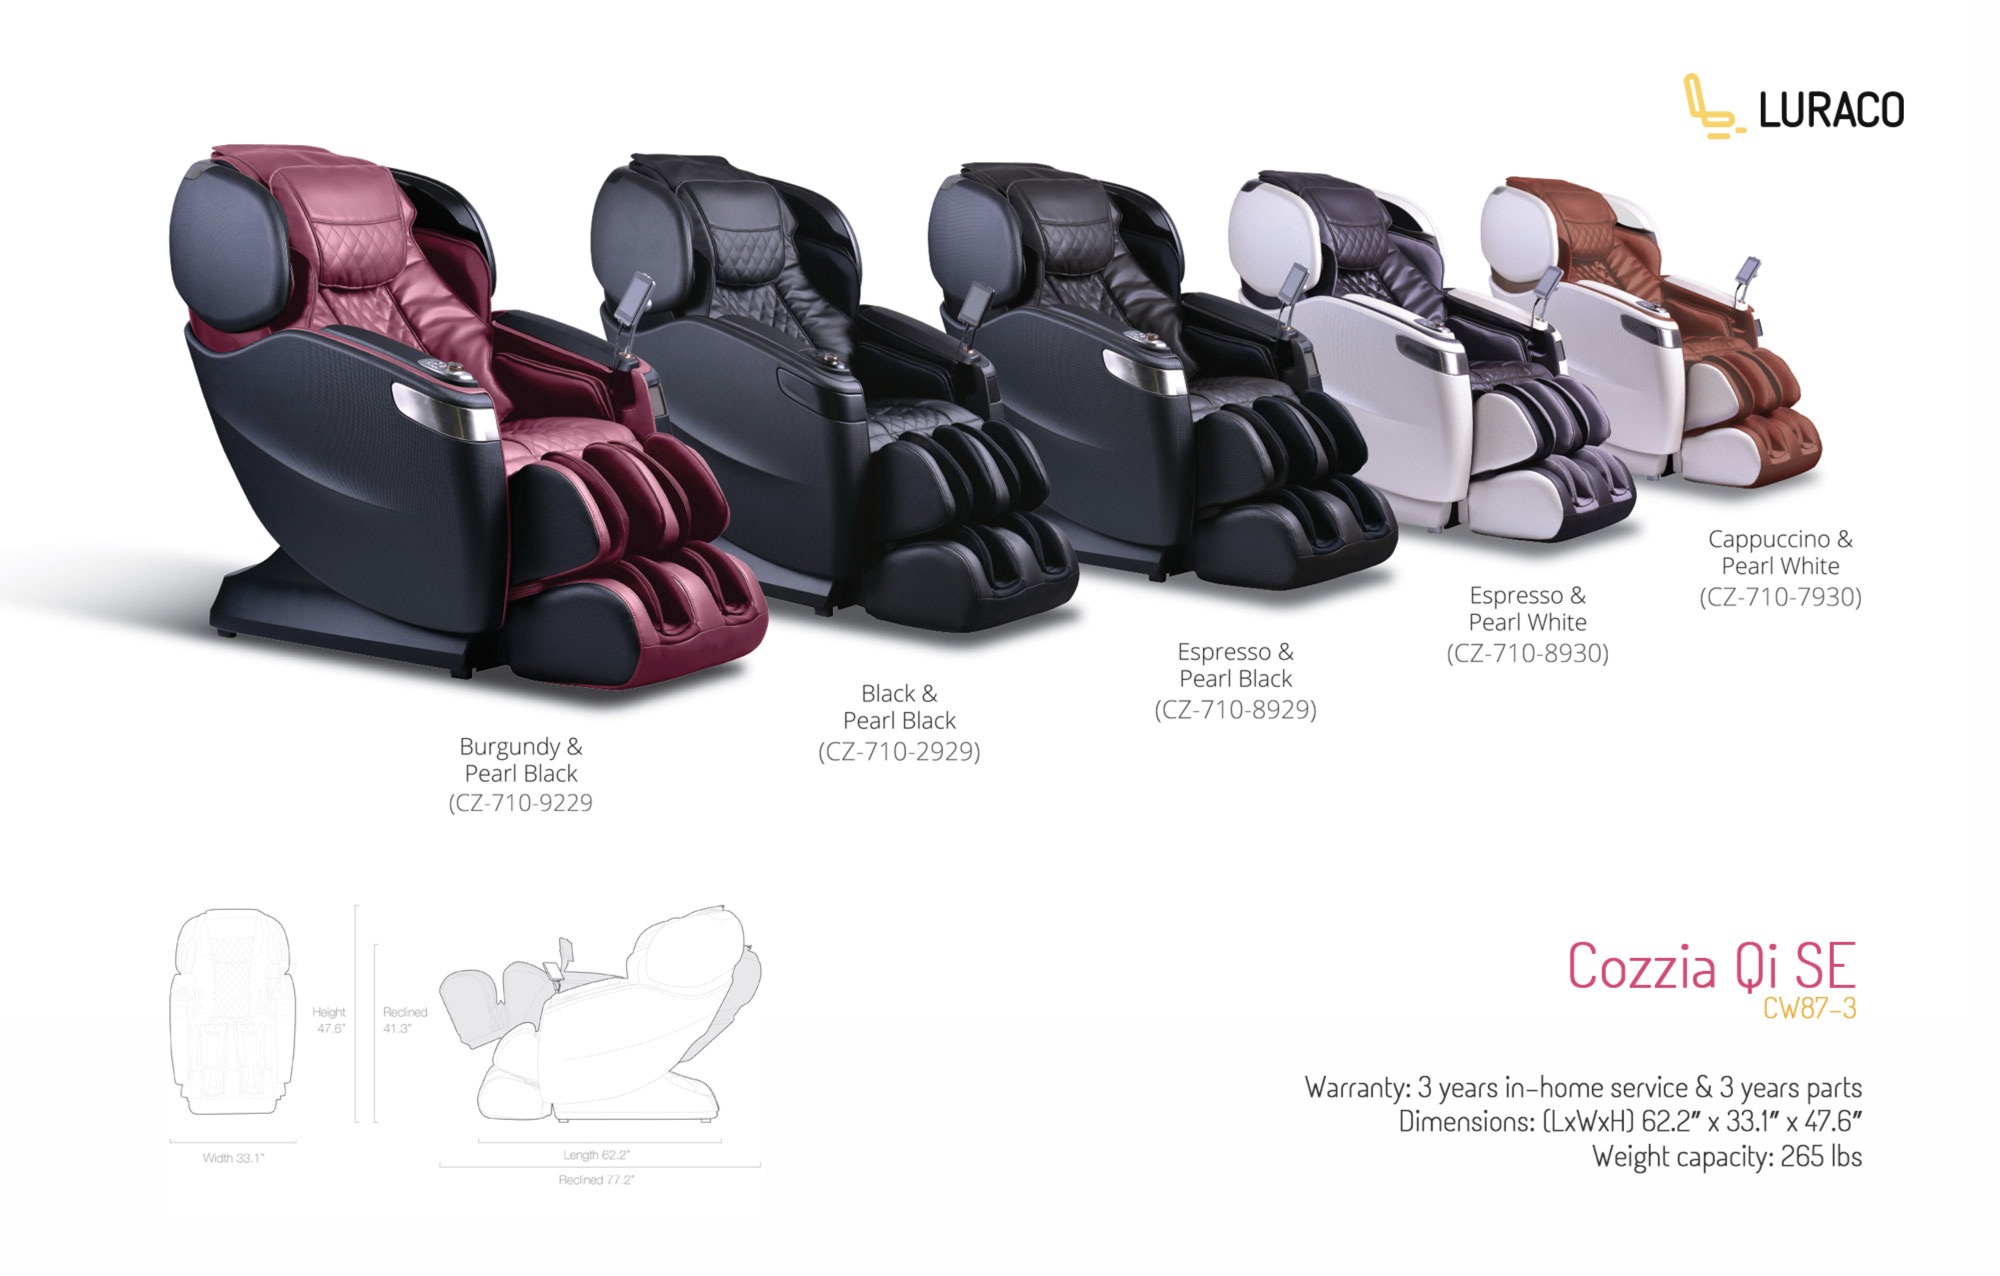 LURACO
Cappuccino &
Pearl White
(CZ-710-7930)
Espresso &
Pearl White
(CZ-710-8930)
Espresso &
Pearl Black
(CZ-710-8929)
Black &
Pearl Black
(CZ-710-2929)
Burgundy &
Pearl Black
(CZ-710-9229
Height
47.6"
Reclined
41.3"
Width 33.1"
Length 62.2"
Reclined 77.2"
Cozzia Qi SE
CW87-3
Warranty: 3 years in-home service & 3 years parts
Dimensions: (LxWxH) 62.2" x 33.1" x 47.6"
Weight capacity: 265 lbs